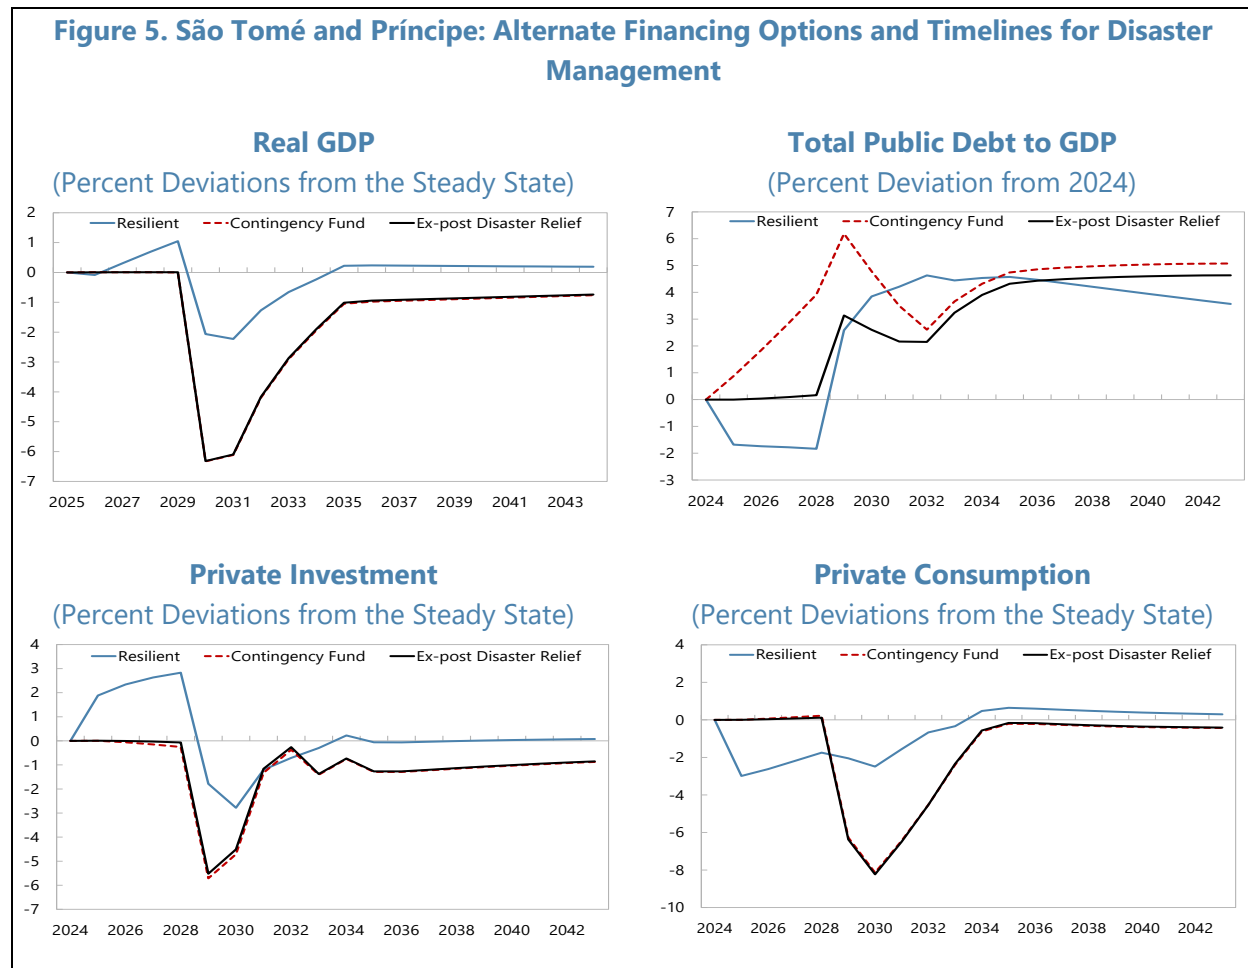 Figure 5. São Tomé and Príncipe: Alternate Financing Options and Timelines for Disaster
Management
Real GDP
(Percent Deviations from the Steady State)
2
1
0
-1
-2
-3
-4
-5
-6
-7
Resilient Contingency Fund Ex-post Disaster Relief
2025 2027 2029 2031 2033 2035 2037 2039 2041 2043
Total Public Debt to GDP
(Percent Deviation from 2024)
7
6
5
4
3
2
1
0
-1
-2
-3
Resilient Contingency Fund Ex-post Disaster Relief
2024 2026 2028 2030 2032 2034 2036 2038 2040 2042
Private Investment
(Percent Deviations from the Steady State)
4
3
2
1
0
-1
-2
-3
-4
-5
-6
-7
Resilient Contingency Fund Ex-post Disaster Relief
2024 2026 2028 2030 2032 2034 2036 2038 2040 2042
Private Consumption
(Percent Deviations from the Steady State)
4
2
0
-2
-4
-6
-8
-10
Resilient Contingency Fund Ex-post Disaster Relief
2024 2026 2028 2030 2032 2034 2036 2038 2040 2042